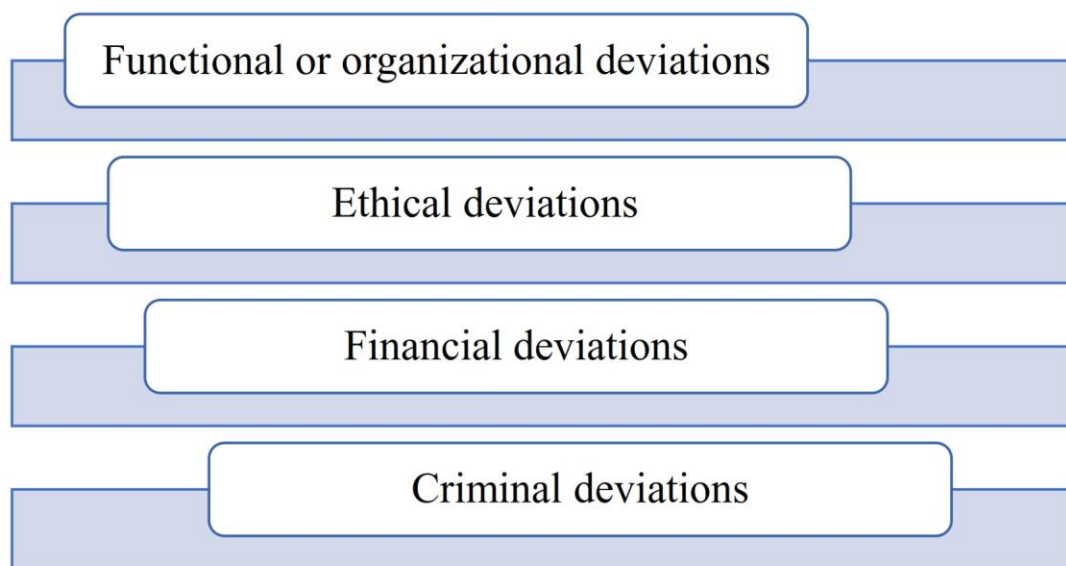 Functional or organizational deviations
Ethical deviations
Financial deviations
Criminal deviations